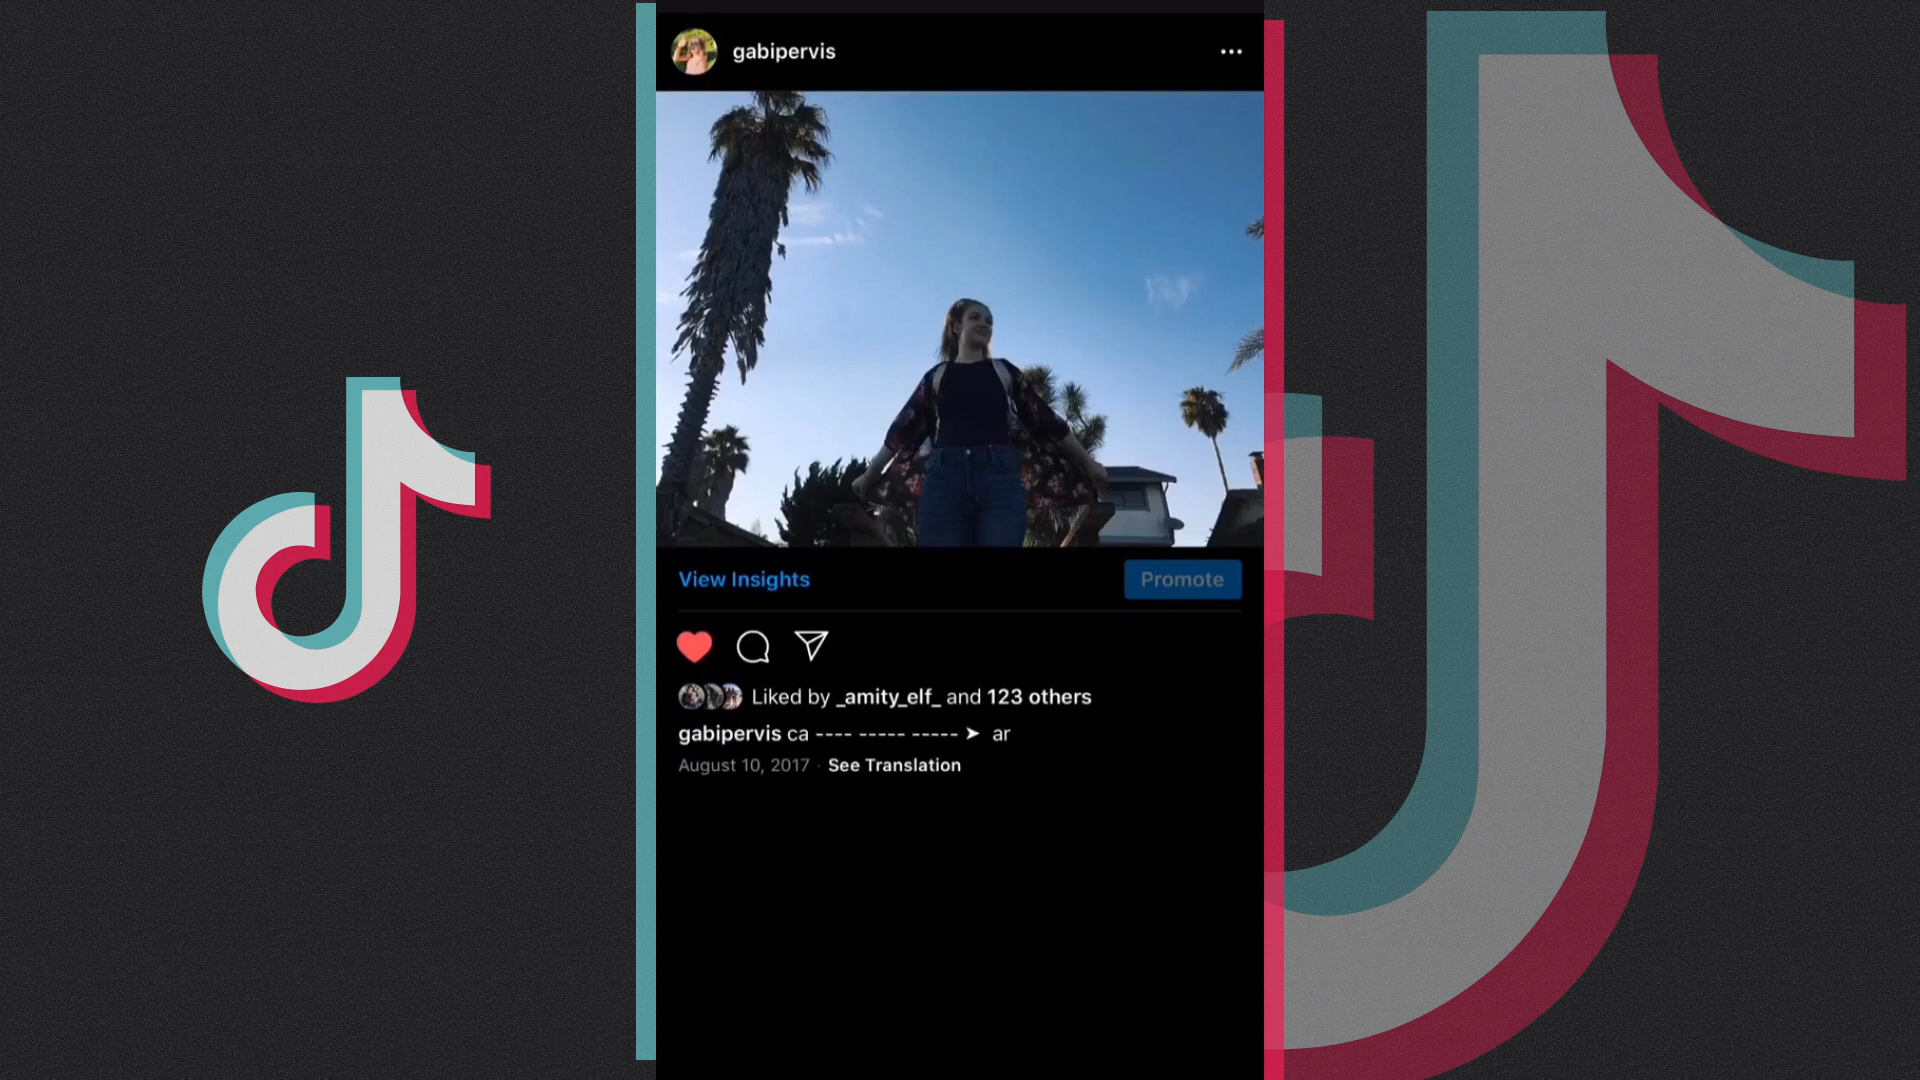 gabipervis
View Insights
Promote
Liked by _amity_elf_ and 123 others
gabipervis ca ---- ----- ----- ➤ ar
August 10, 2017 · See Translation